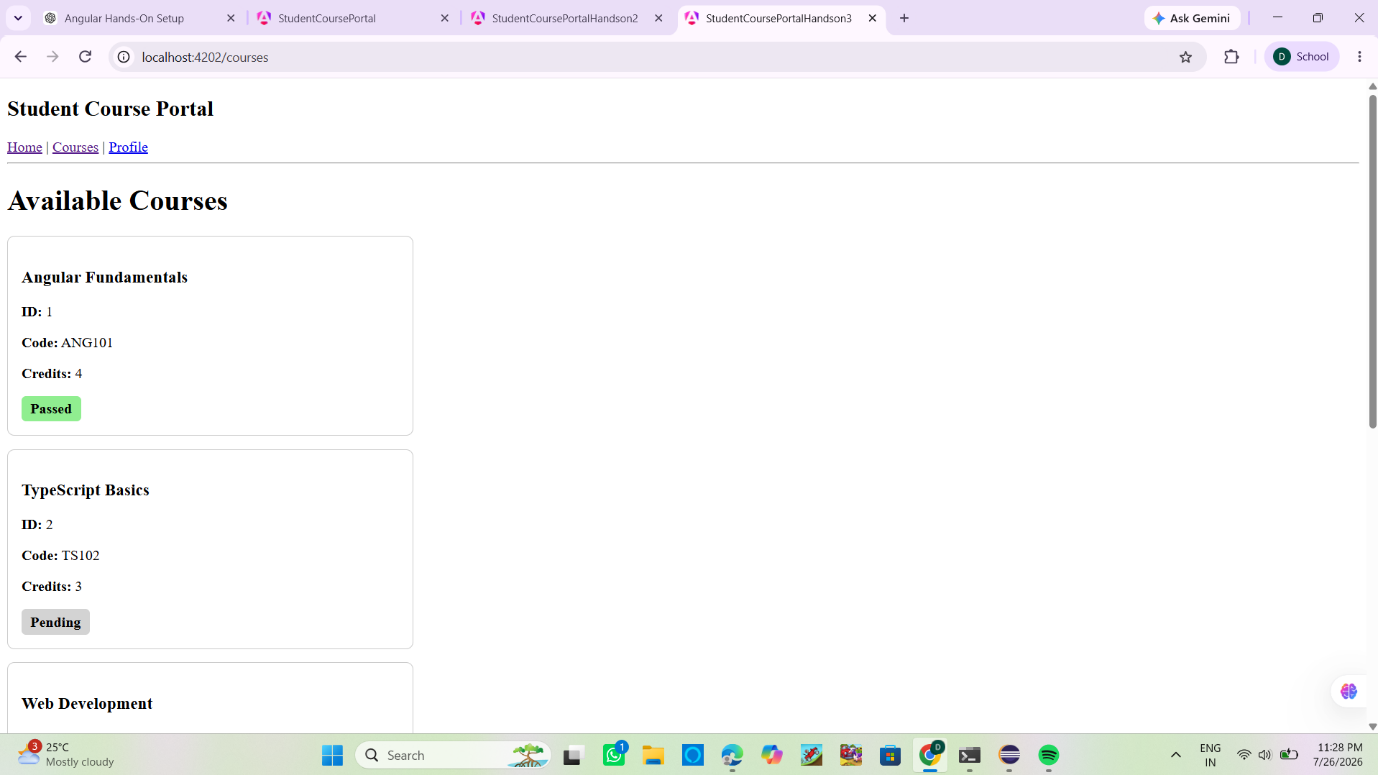 Angular Hands-On Setup
StudentCoursePortal
StudentCoursePortalHandson2
StudentCoursePortalHandson3
Ask Gemini
localhost:4202/courses
D School
Student Course Portal
Home | Courses | Profile
Available Courses
Angular Fundamentals
ID: 1
Code: ANG101
Credits: 4
Passed
TypeScript Basics
ID: 2
Code: TS102
Credits: 3
Pending
Web Development
3
25°C
Mostly cloudy
Search
1
D
ENG
IN
11:28 PM
7/26/2026